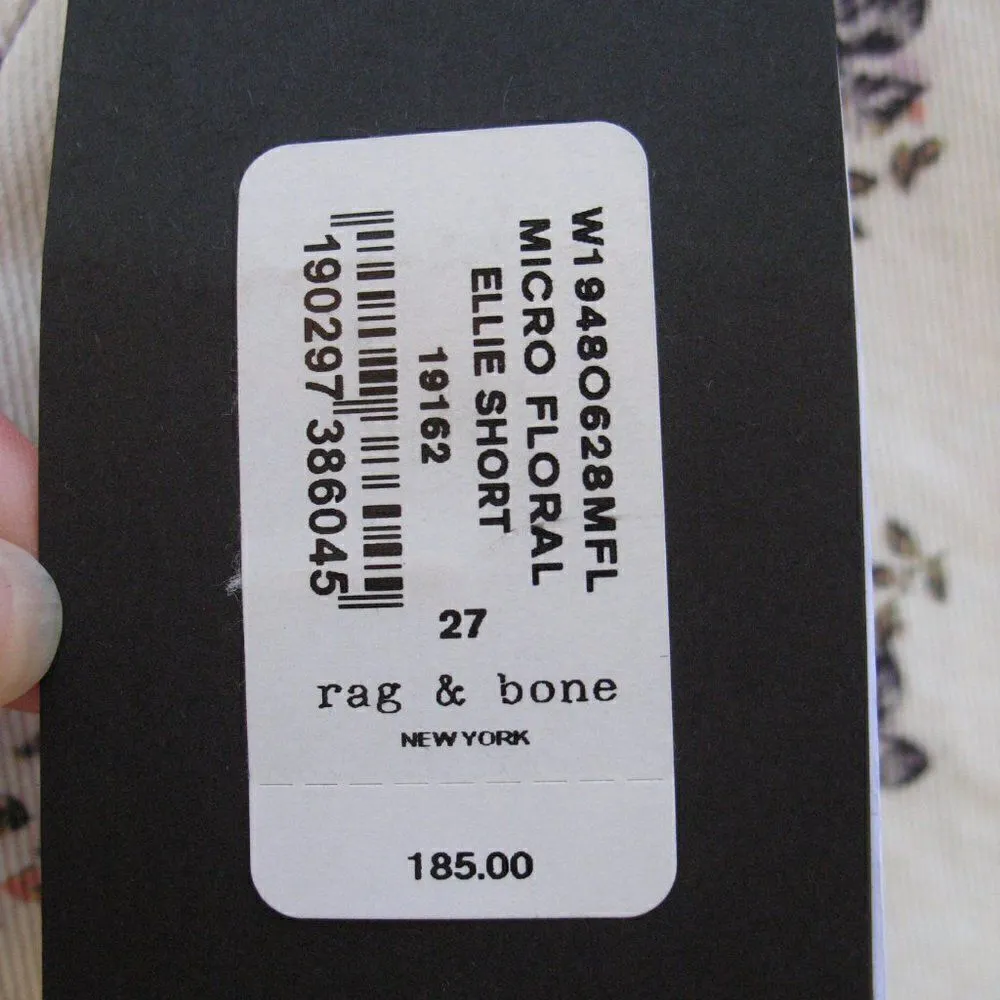 W1948O628MFL
MICRO FLORAL
ELLIE SHORT
19162
190297 386045
27
rag & bone
NEW YORK
185.00